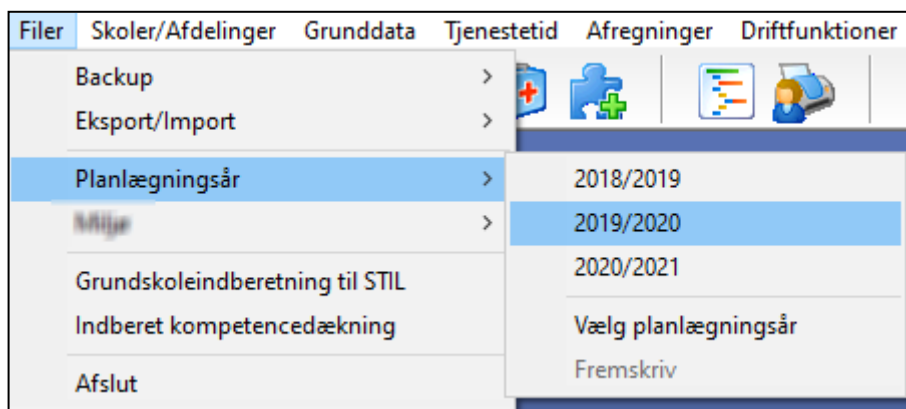 Filer Skoler/Afdelinger Grunddata Tjenestetid Afregninger Driftfunktioner
Backup
Eksport/Import
Planlægningsår
2018/2019
2019/2020
2020/2021
Vælg planlægningsår
Fremskriv
Grundskoleindberetning til STIL
Indberet kompetencedækning
Afslut